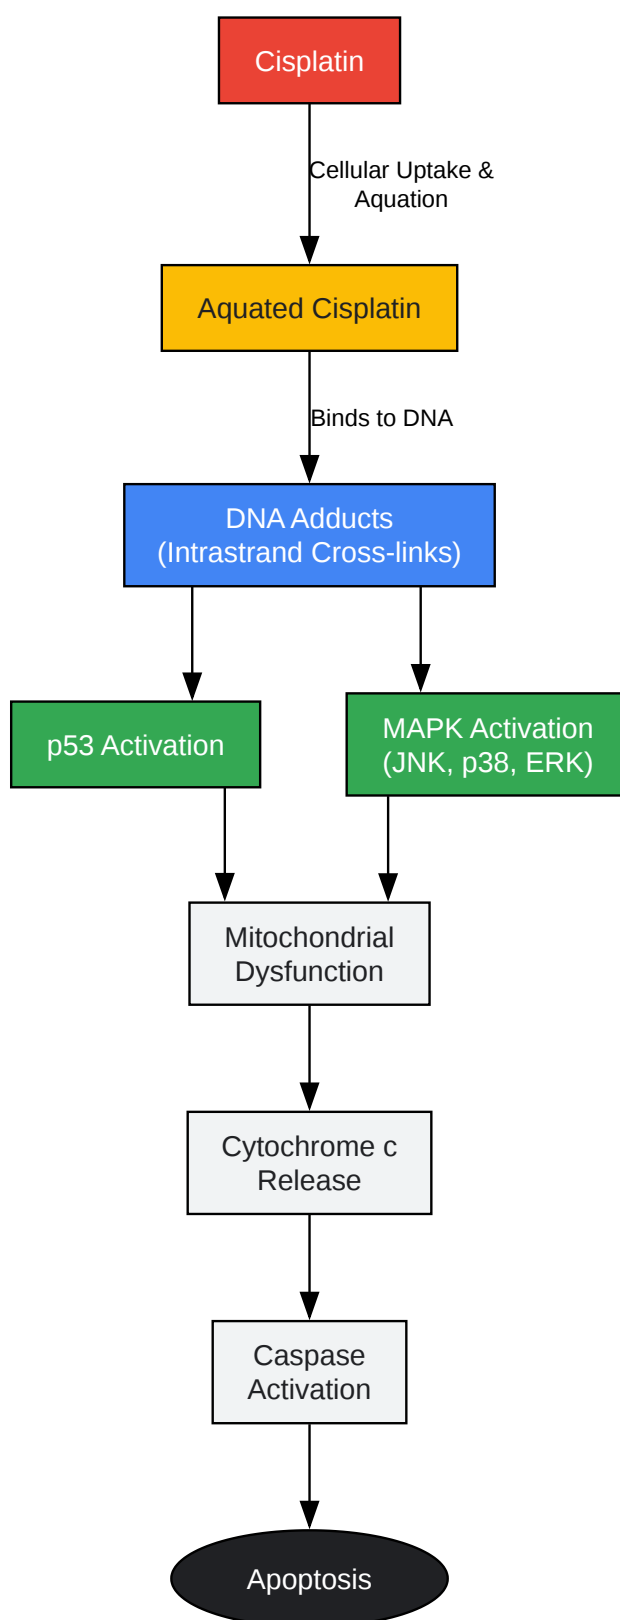 Cisplatin
Cellular Uptake &
Aquation
Aquated Cisplatin
Binds to DNA
DNA Adducts
(Intrastrand Cross-links)
p53 Activation
MAPK Activation
(JNK, p38, ERK)
Mitochondrial
Dysfunction
Cytochrome c
Release
Caspase
Activation
Apoptosis